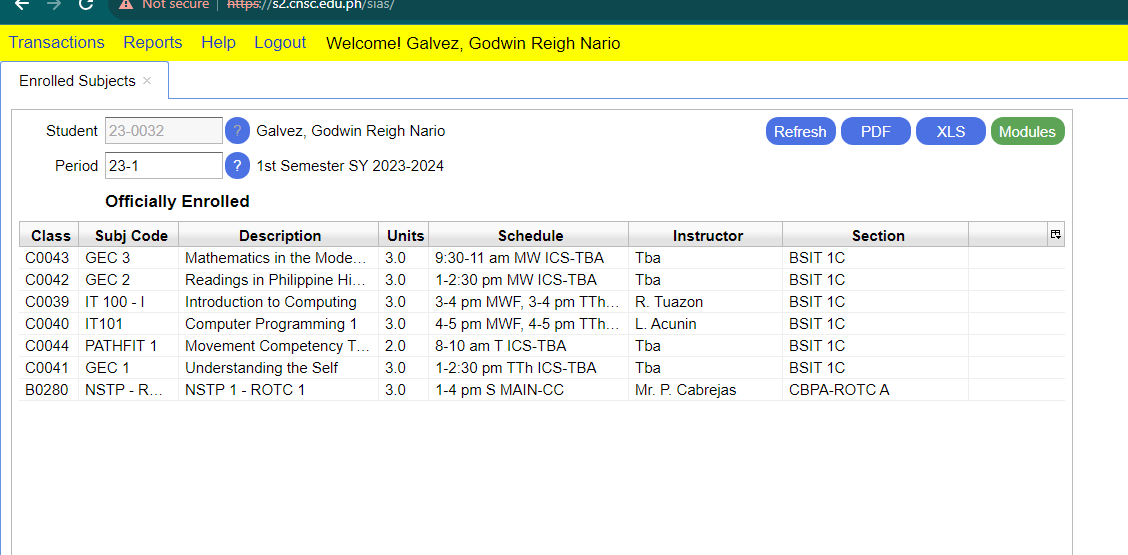 Not secure https://s2.cnsc.edu.ph/sias/
Transactions Reports Help Logout Welcome! Galvez, Godwin Reigh Nario
Enrolled Subjects ×
Student 23-0032 ? Galvez, Godwin Reigh Nario Refresh PDF XLS Modules
Period 23-1 ? 1st Semester SY 2023-2024
Officially Enrolled
Class Subj Code Description Units Schedule Instructor Section
C0043 GEC 3 Mathematics in the Mode... 3.0 9:30-11 am MW ICS-TBA Tba BSIT 1C
C0042 GEC 2 Readings in Philippine Hi... 3.0 1-2:30 pm MW ICS-TBA Tba BSIT 1C
C0039 IT 100 - I Introduction to Computing 3.0 3-4 pm MWF, 3-4 pm TTh... R. Tuazon BSIT 1C
C0040 IT101 Computer Programming 1 3.0 4-5 pm MWF, 4-5 pm TTh... L. Acunin BSIT 1C
C0044 PATHFIT 1 Movement Competency T... 2.0 8-10 am T ICS-TBA Tba BSIT 1C
C0041 GEC 1 Understanding the Self 3.0 1-2:30 pm TTh ICS-TBA Tba BSIT 1C
B0280 NSTP - R... NSTP 1 - ROTC 1 3.0 1-4 pm S MAIN-CC Mr. P. Cabrejas CBPA-ROTC A